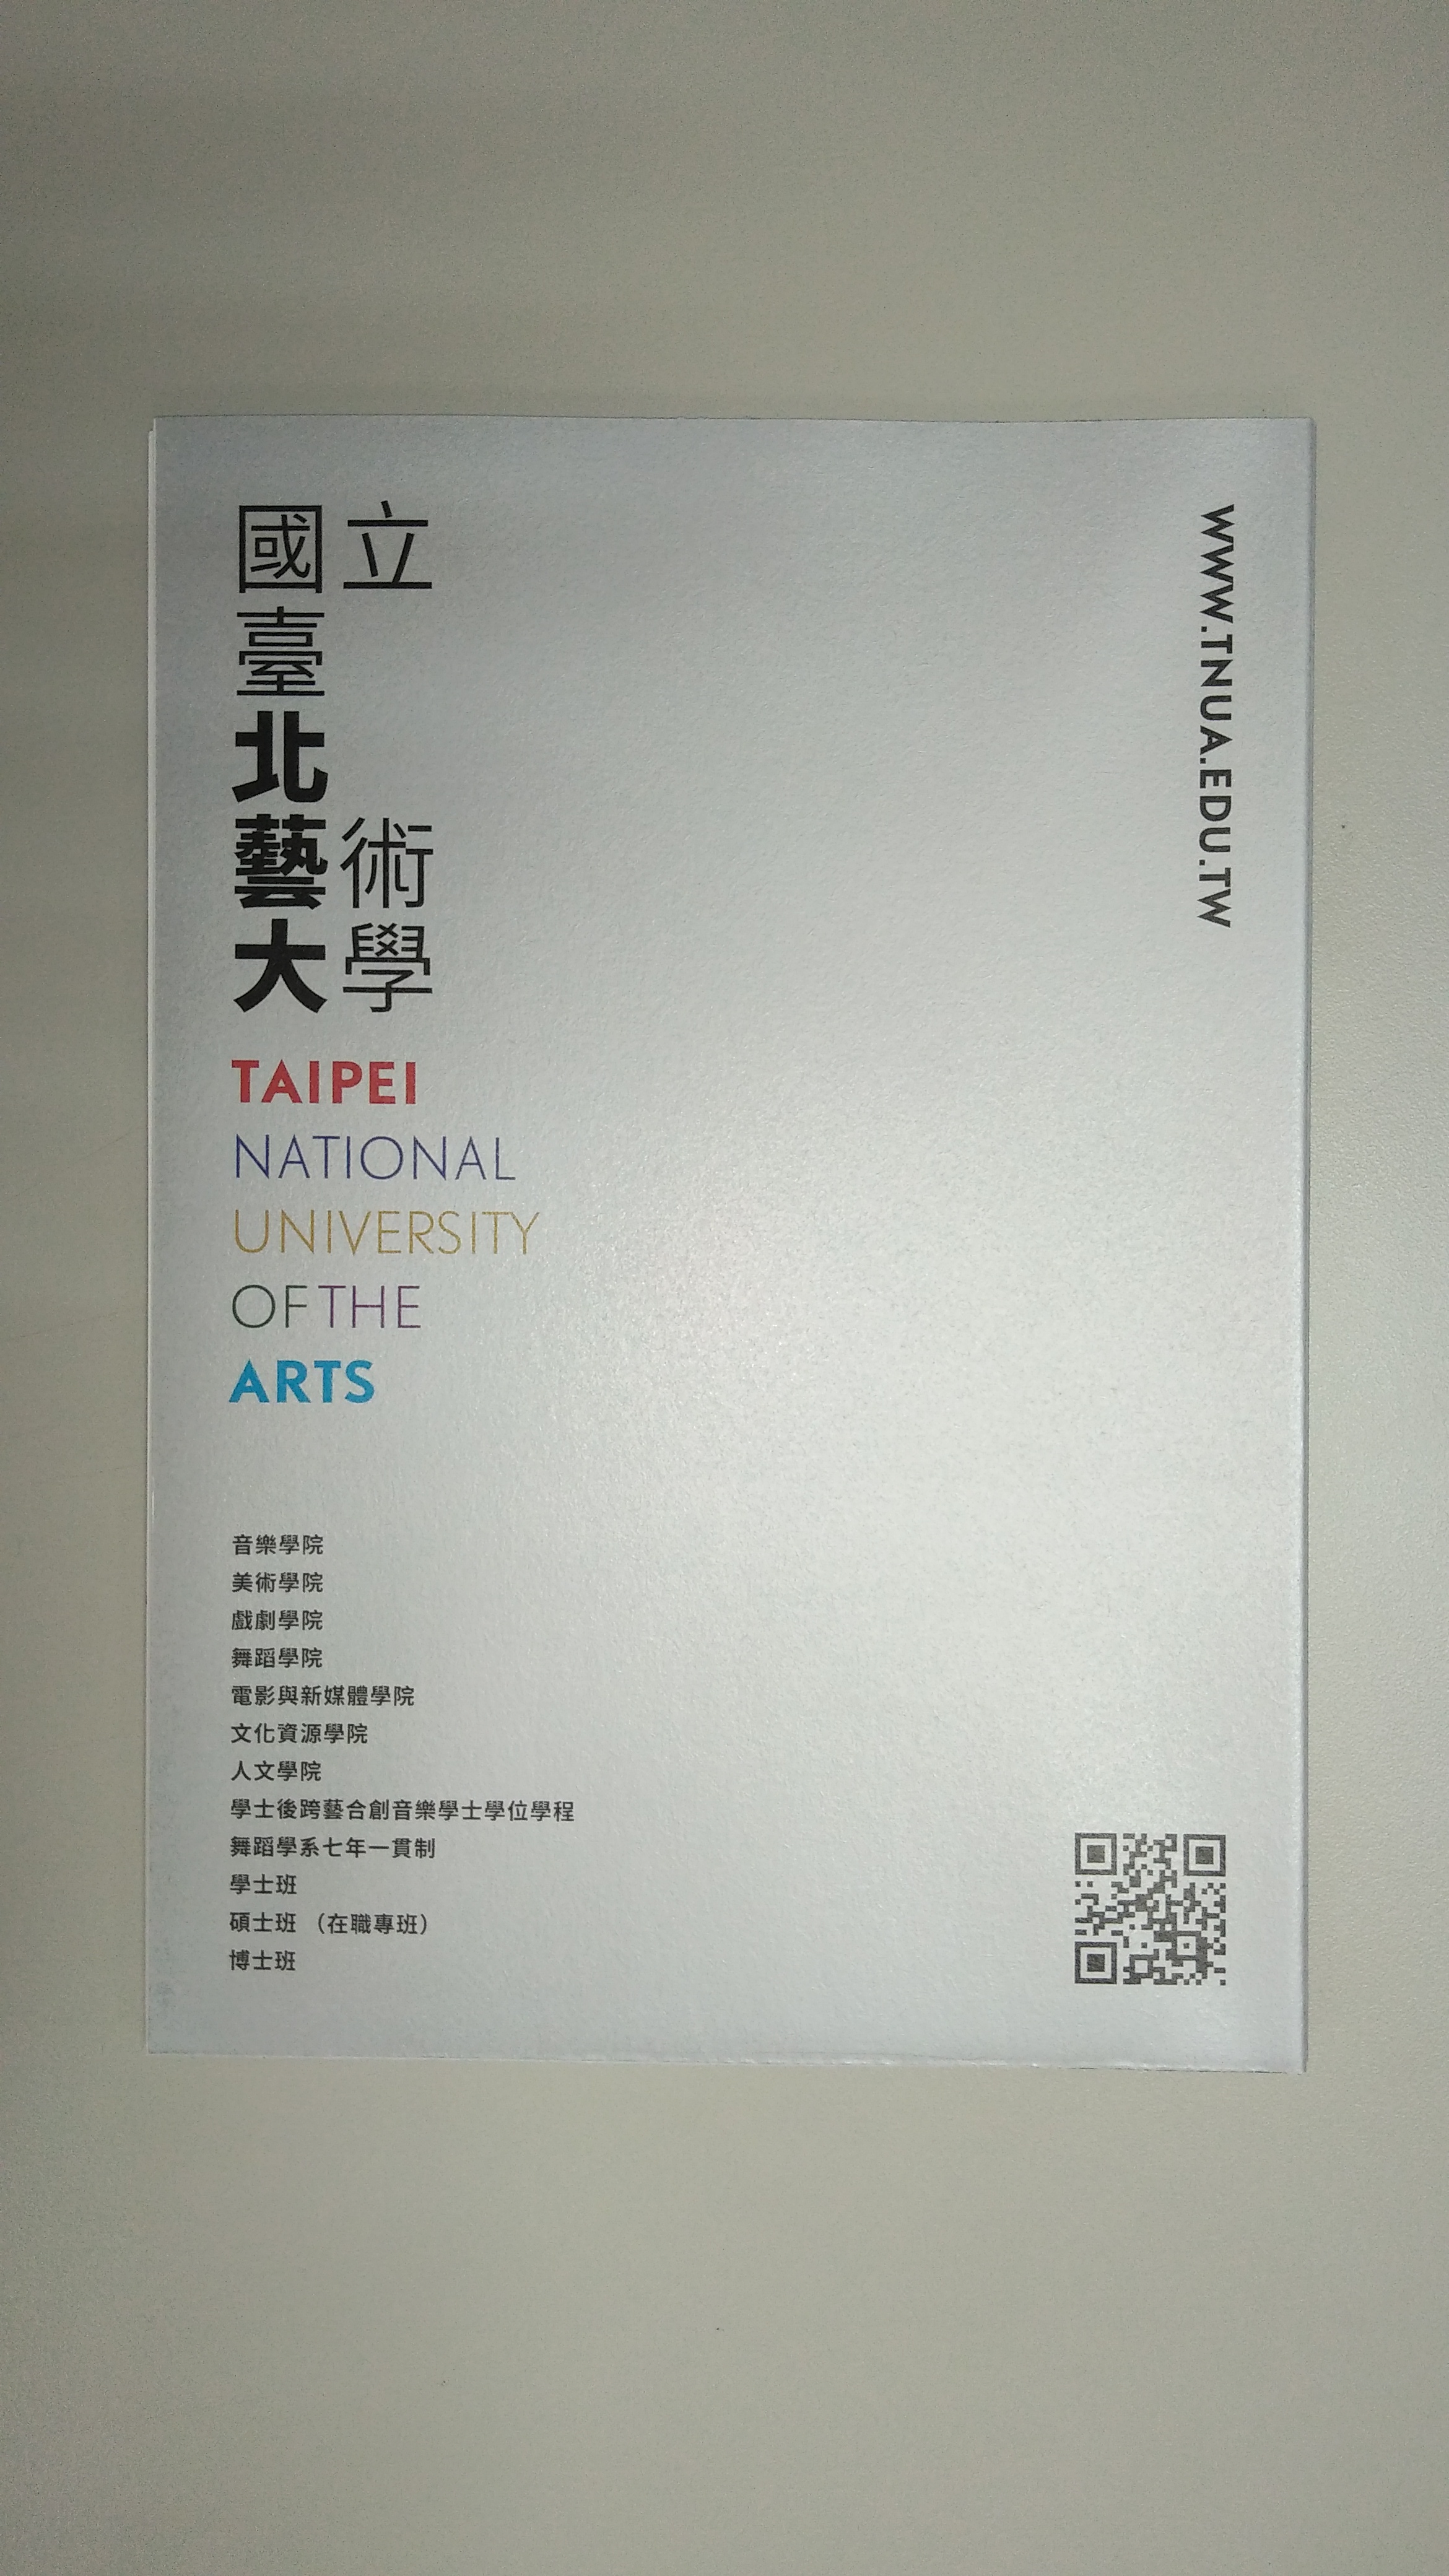 國立
臺
北
藝術
大學
TAIPEI
NATIONAL
UNIVERSITY
OF THE
ARTS
WWW.TNUA.EDU.TW
音樂學院
美術學院
戲劇學院
舞蹈學院
電影與新媒體學院
文化資源學院
人文學院
學士後跨藝合創音樂學士學位學程
舞蹈學系七年一貫制
學士班
碩士班 （在職專班）
博士班